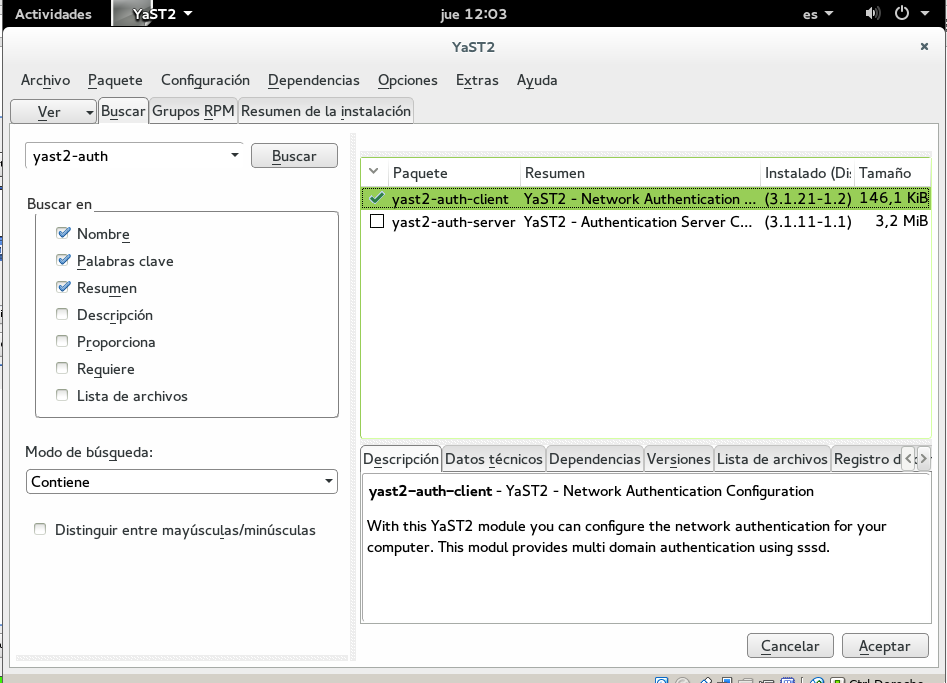 Actividades YaST2 jue 12:03 es
YaST2
Archivo Paquete Configuración Dependencias Opciones Extras Ayuda
Ver Buscar Grupos RPM Resumen de la instalación
yast2-auth Buscar
Buscar en
Nombre
Palabras clave
Resumen
Descripción
Proporciona
Requiere
Lista de archivos
Modo de búsqueda:
Contiene
Distinguir entre mayúsculas/minúsculas
Paquete Resumen Instalado (Di Tamaño
yast2-auth-client YaST2 - Network Authentication ... (3.1.21-1.2) 146,1 KiB
yast2-auth-server YaST2 - Authentication Server C... (3.1.11-1.1) 3,2 MiB
Descripción Datos técnicos Dependencias Versiones Lista de archivos Registro d
yast2-auth-client - YaST2 - Network Authentication Configuration
With this YaST2 module you can configure the network authentication for your
computer. This modul provides multi domain authentication using sssd.
Cancelar Aceptar
Ctrl Derecho